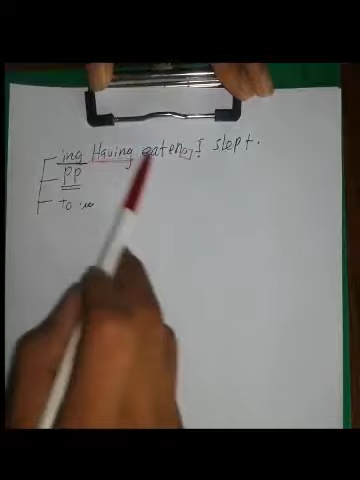 ing Having eaten, I slept.
PP
to